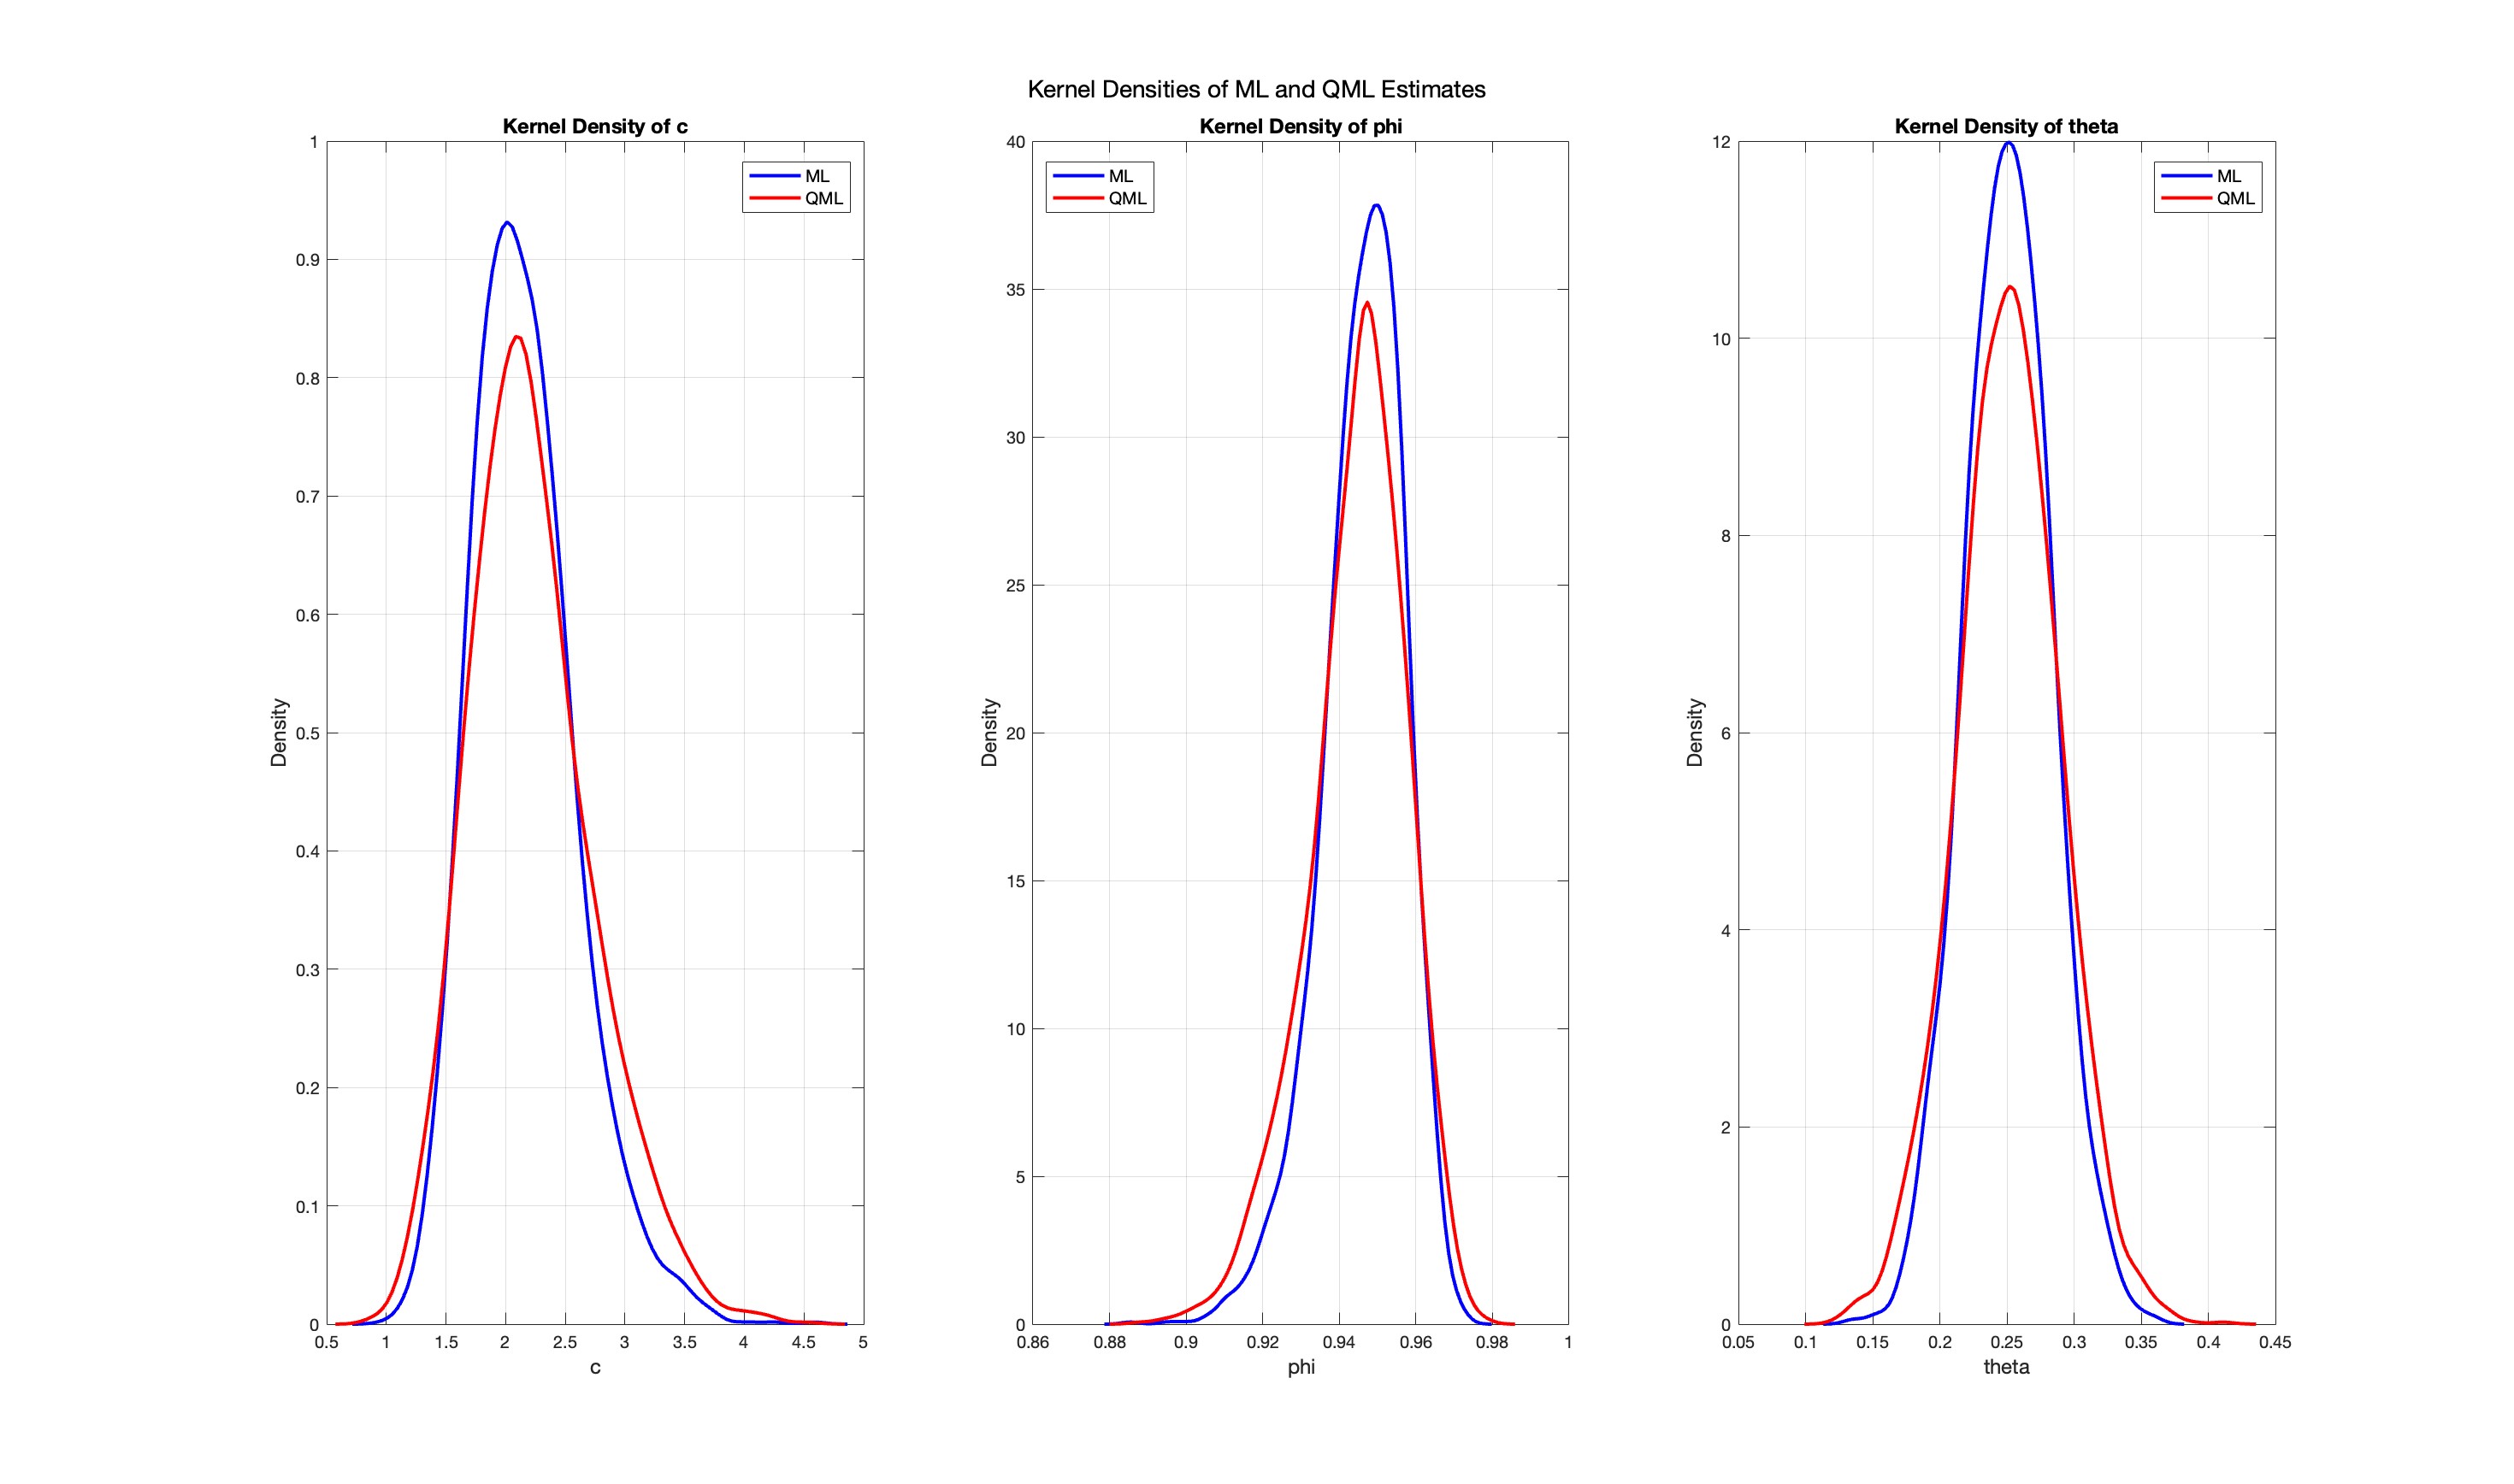 Kernel Densities of ML and QML Estimates
Kernel Density of c
1
0.9
0.8
0.7
0.6
0.5
0.4
0.3
0.2
0.1
0
Density
0.5 1 1.5 2 2.5 3 3.5 4 4.5 5
c
ML
QML
Kernel Density of phi
40
35
30
25
20
15
10
5
0
Density
0.86 0.88 0.9 0.92 0.94 0.96 0.98 1
phi
ML
QML
Kernel Density of theta
12
10
8
6
4
2
0
Density
0.05 0.1 0.15 0.2 0.25 0.3 0.35 0.4 0.45
theta
ML
QML